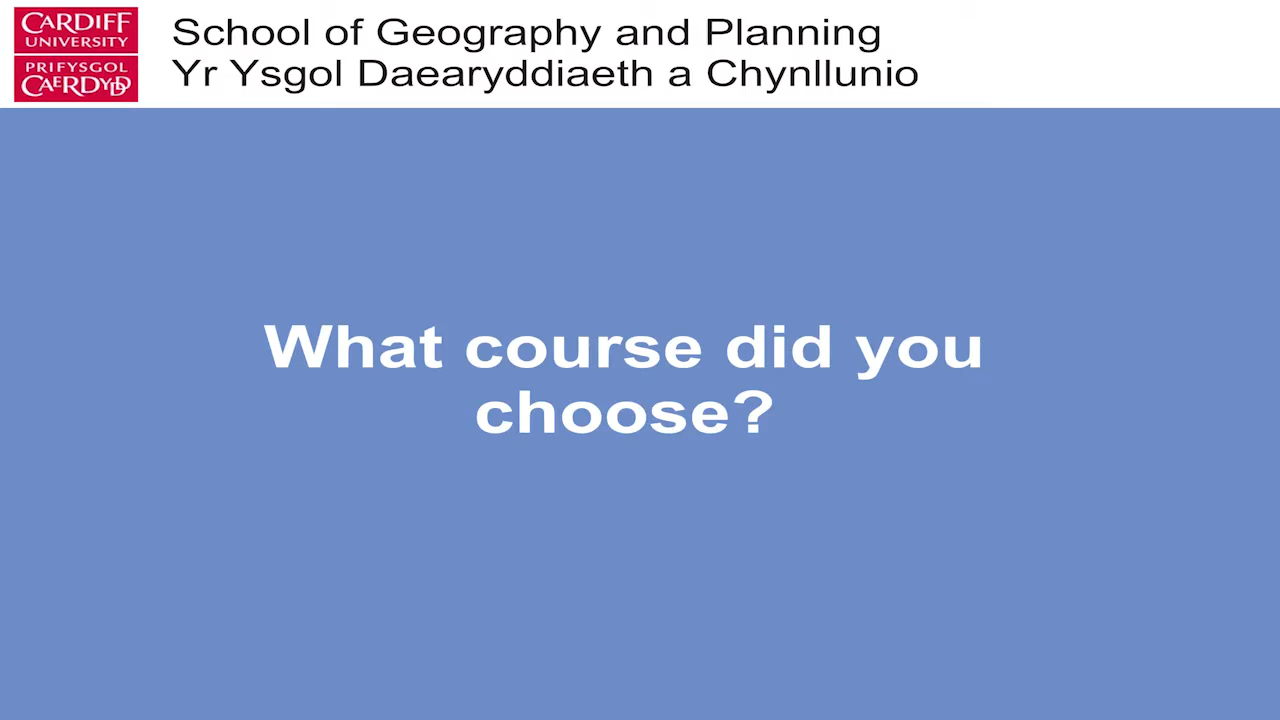 CARDIFF
UNIVERSITY
PRIFYSGOL
CAERDYDD
School of Geography and Planning
Yr Ysgol Daearyddiaeth a Chynllunio
What course did you
choose?